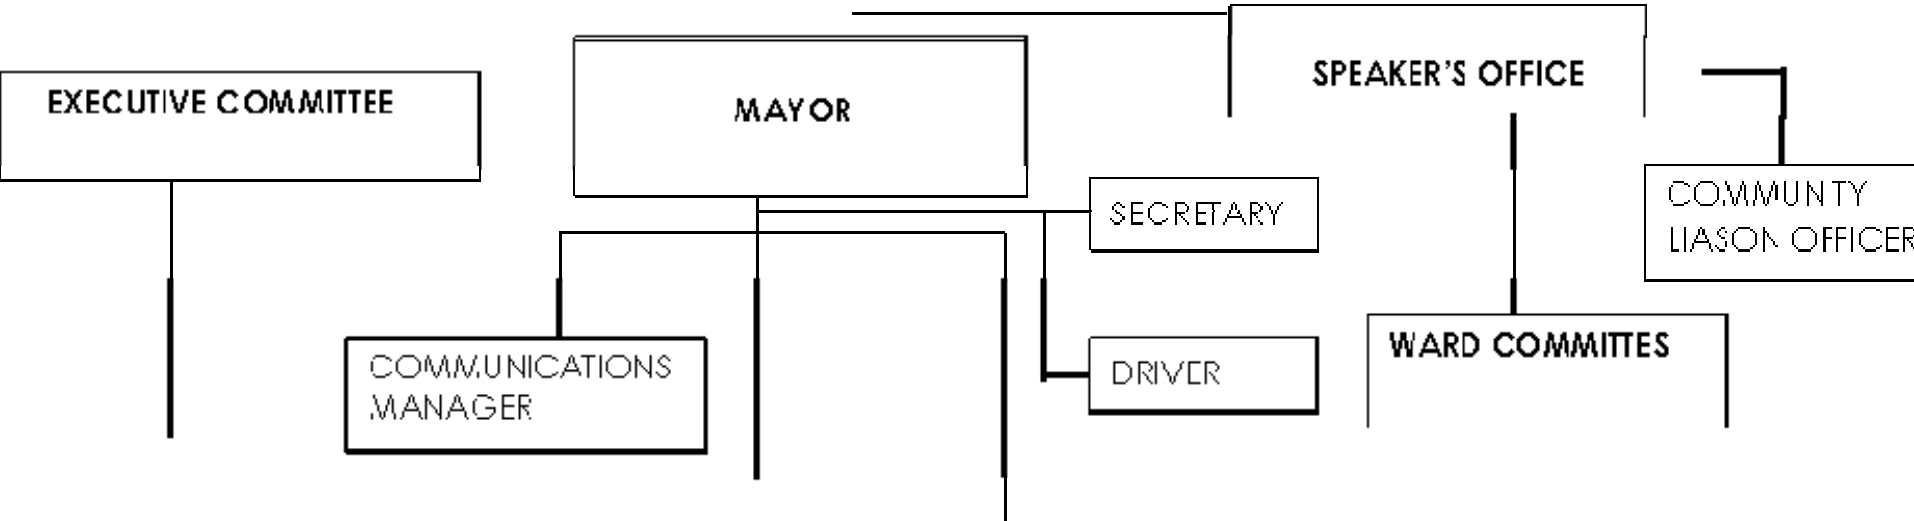 EXECUTIVE COMMITTEE
MAYOR
SPEAKER'S OFFICE
SECRETARY
COMMUNTY
LIASON OFFICER
COMMUNICATIONS
MANAGER
DRIVER
WARD COMMITTES